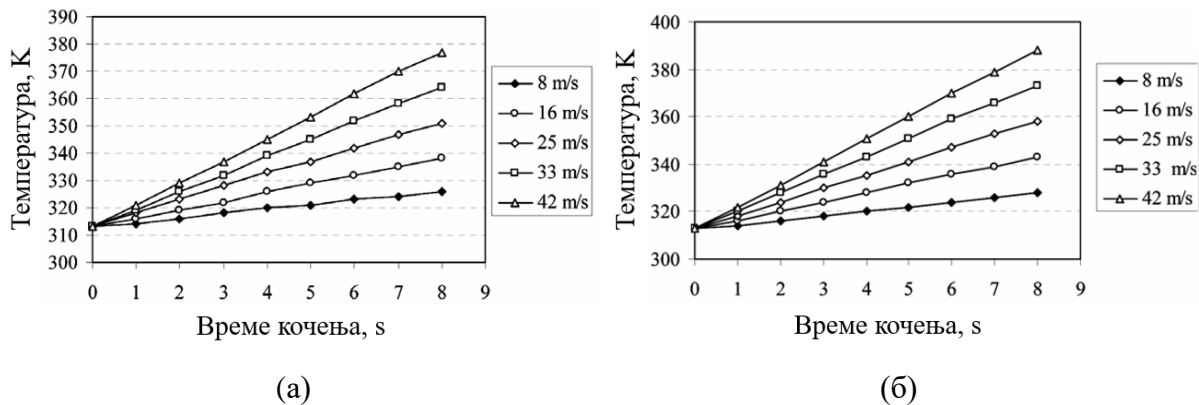 390
380
370
360
350
340
330
320
310
300
Температура, K
0 1 2 3 4 5 6 7 8 9
Време кочења, s
8 m/s
16 m/s
25 m/s
33 m/s
42 m/s
(а)
400
380
360
340
320
300
Температура, K
0 1 2 3 4 5 6 7 8 9
Време кочења, s
8 m/s
16 m/s
25 m/s
33 m/s
42 m/s
(б)